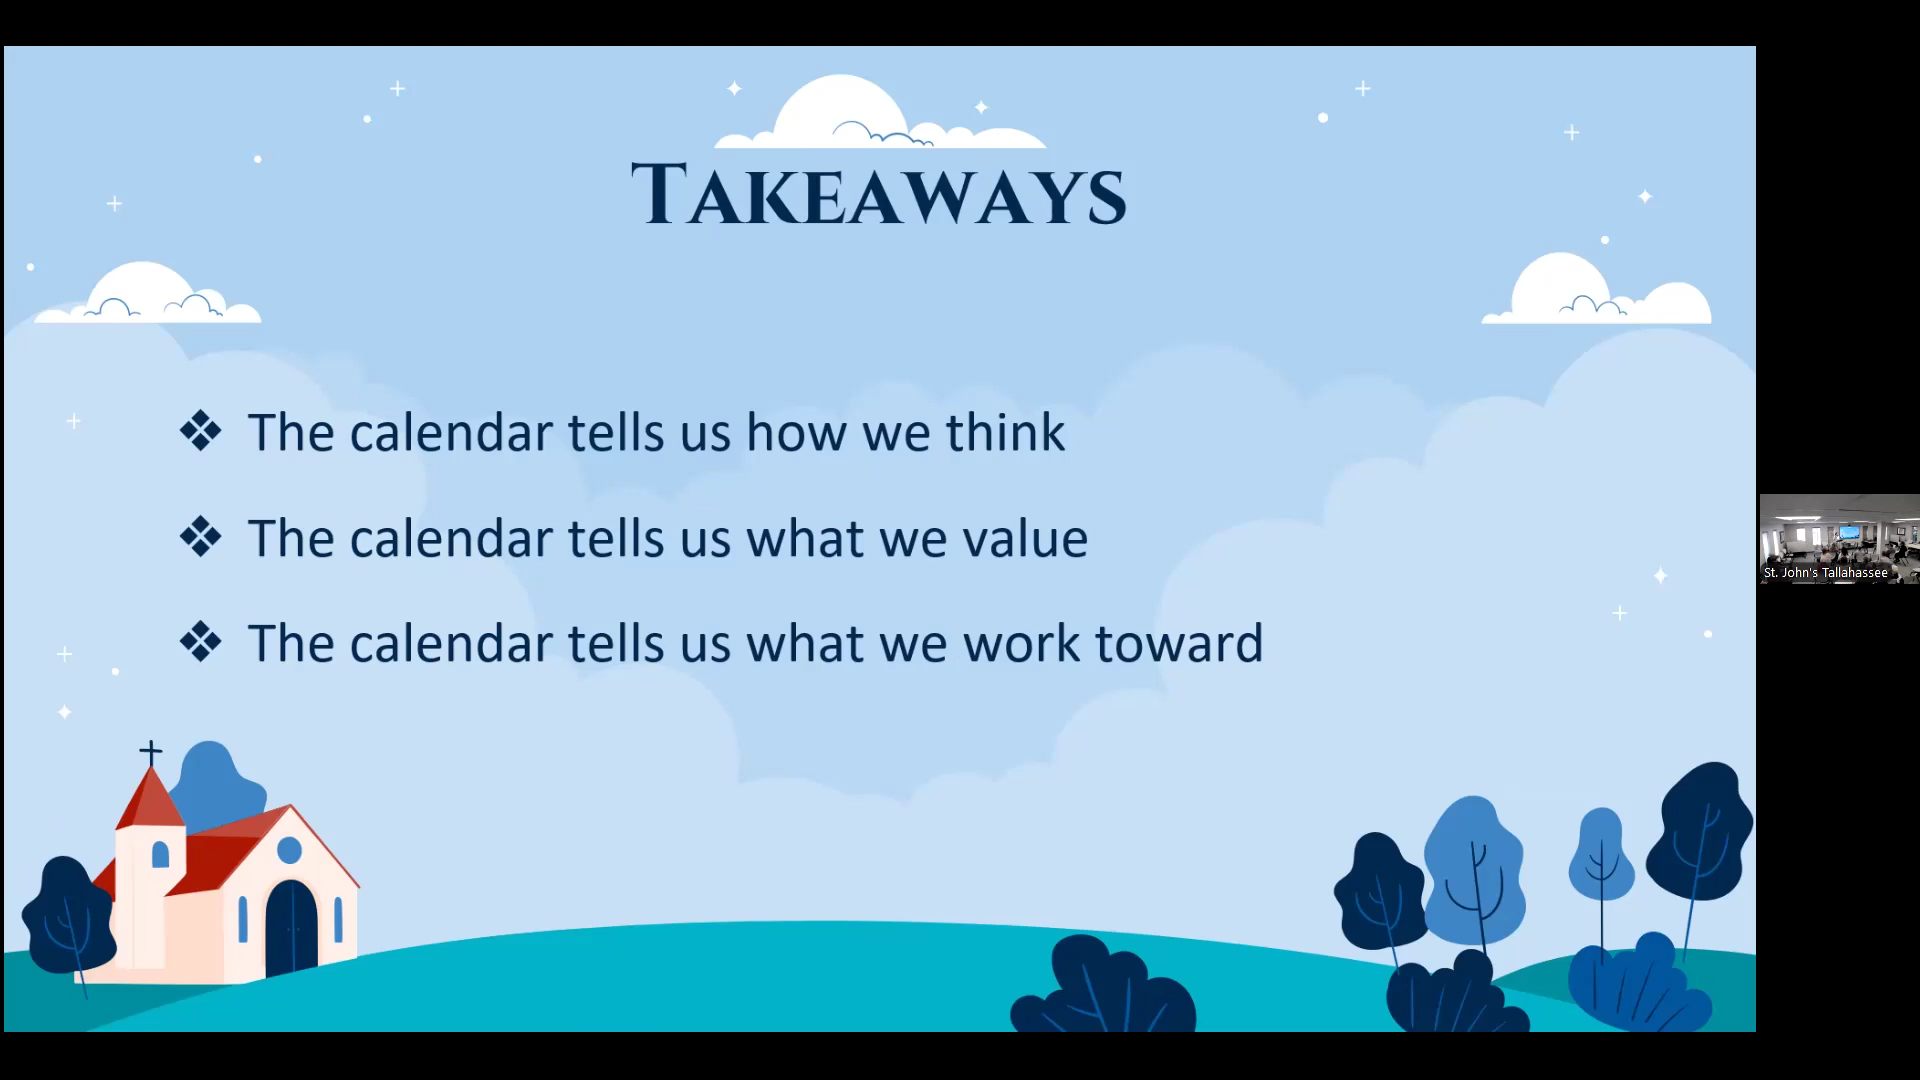 Takeaways
The calendar tells us how we think
The calendar tells us what we value
The calendar tells us what we work toward
St. John's Tallahassee